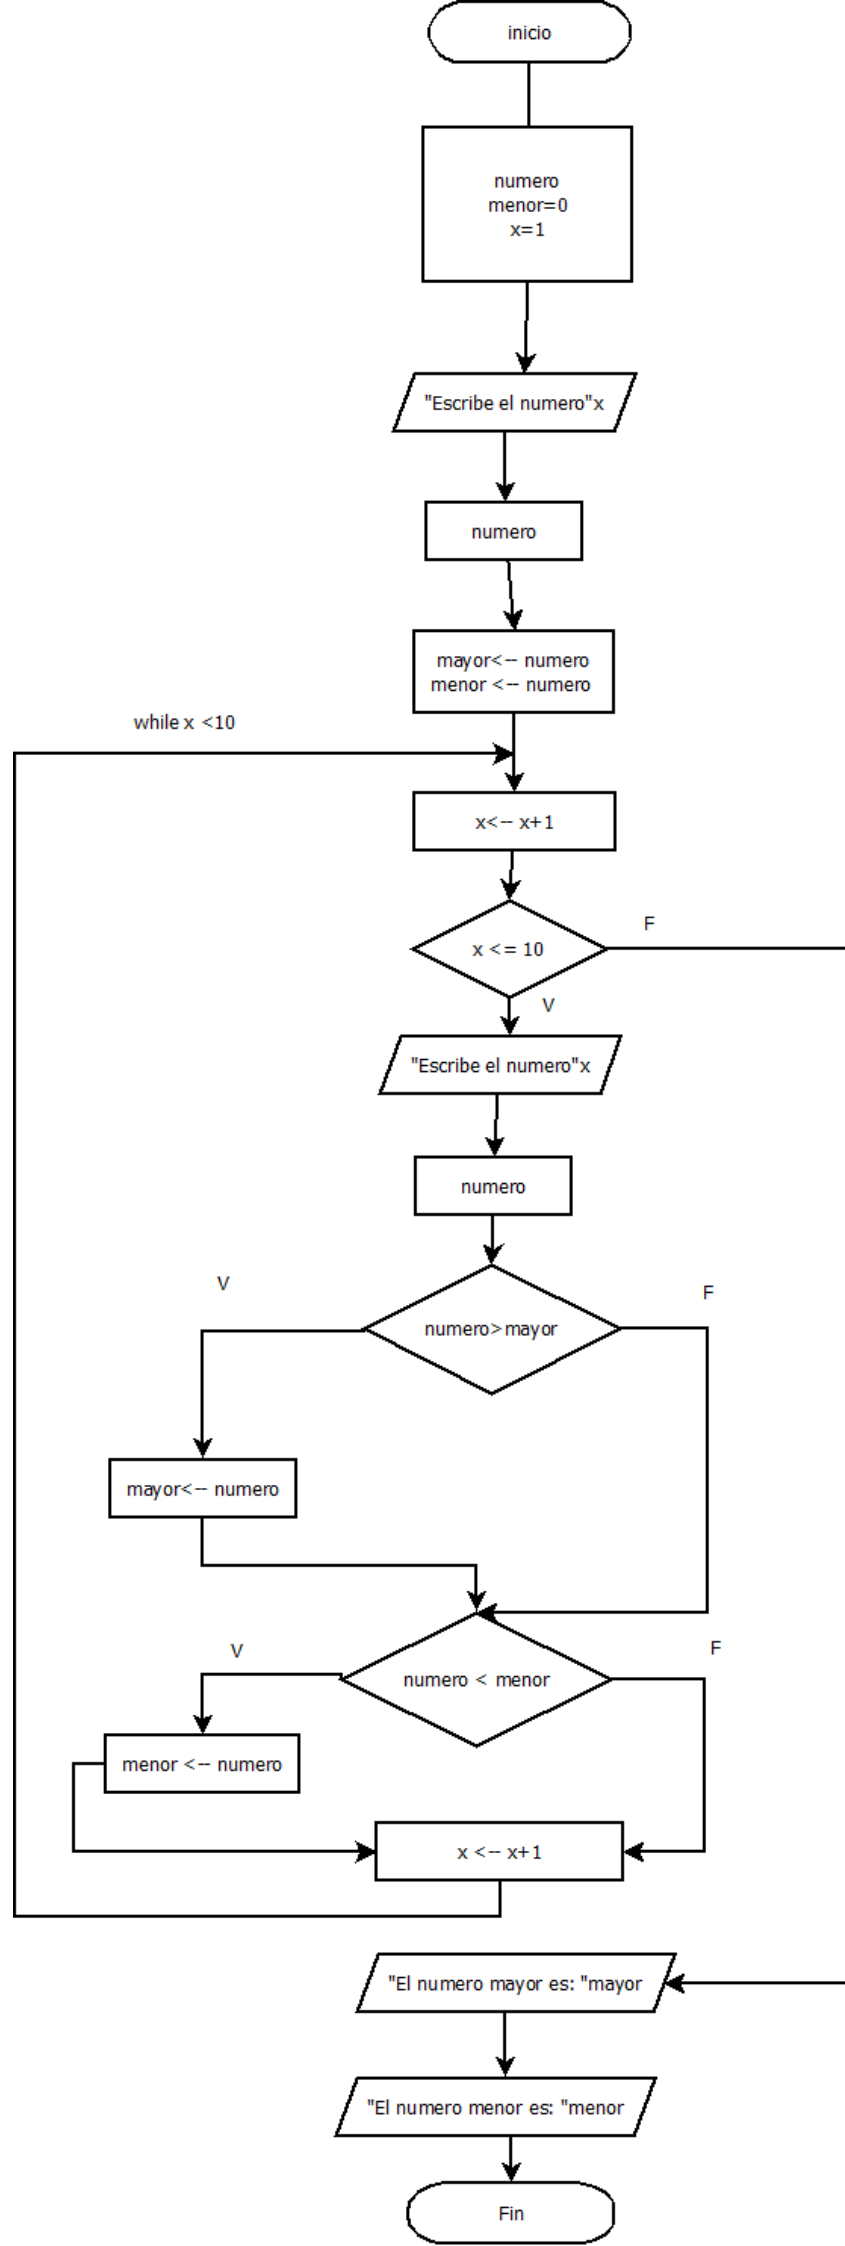 inicio
numero
menor=0
x=1
"Escribe el numero"x
numero
mayor<-- numero
menor <-- numero
while x <10
x<-- x+1
x <= 10
F
V
"Escribe el numero"x
numero
V
F
numero>mayor
mayor<-- numero
V
F
numero < menor
menor <-- numero
x <-- x+1
"El numero mayor es: "mayor
"El numero menor es: "menor
Fin